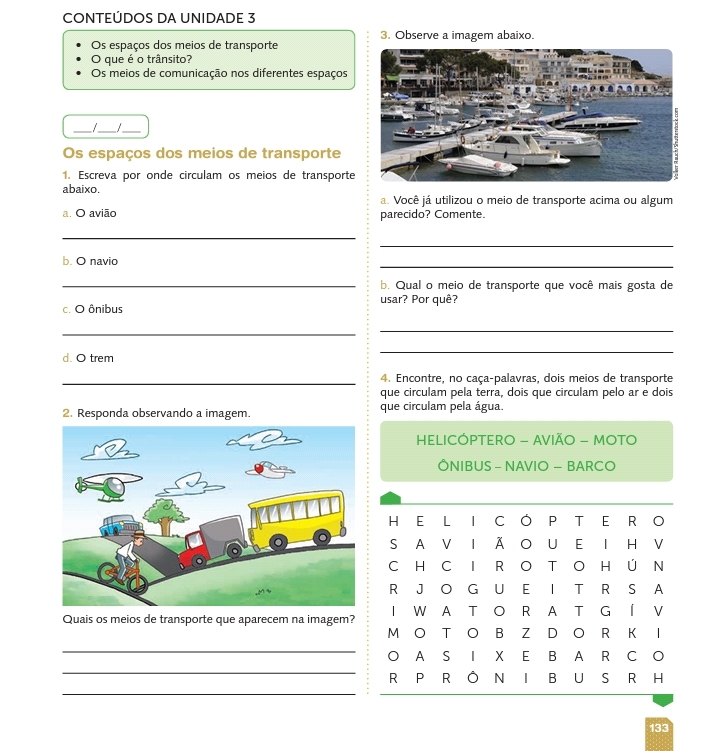 CONTEÚDOS DA UNIDADE 3
• Os espaços dos meios de transporte
• O que é o trânsito?
• Os meios de comunicação nos diferentes espaços
___/___/___
Os espaços dos meios de transporte
1. Escreva por onde circulam os meios de transporte
abaixo.
a. O avião
b. O navio
c. O ônibus
d. O trem
2. Responda observando a imagem.
Quais os meios de transporte que aparecem na imagem?
3. Observe a imagem abaixo.
Volker Rauch/Shutterstock.com
a. Você já utilizou o meio de transporte acima ou algum
parecido? Comente.
b. Qual o meio de transporte que você mais gosta de
usar? Por quê?
4. Encontre, no caça-palavras, dois meios de transporte
que circulam pela terra, dois que circulam pelo ar e dois
que circulam pela água.
HELICÓPTERO – AVIÃO – MOTO
ÔNIBUS – NAVIO – BARCO
H E L I C Ó P T E R O
S A V I Ã O U E I H V
C H C I R O T O H Ú N
R J O G U E I T R S A
I W A T O R A T G Í V
M O T O B Z D O R K I
O A S I X E B A R C O
R P R Ô N I B U S R H
133